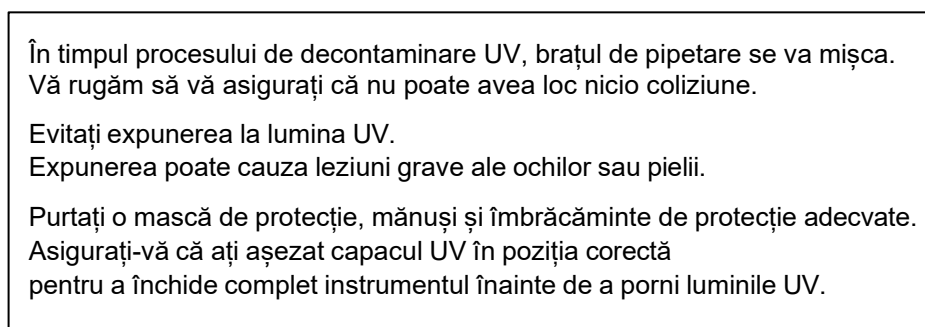 În timpul procesului de decontaminare UV, brațul de pipetare se va mișca.
Vă rugăm să vă asigurați că nu poate avea loc nicio coliziune.
Evitați expunerea la lumina UV.
Expunerea poate cauza leziuni grave ale ochilor sau pielii.
Purtați o mască de protecție, mănuși și îmbrăcăminte de protecție adecvate.
Asigurați-vă că ați așezat capacul UV în poziția corectă
pentru a închide complet instrumentul înainte de a porni luminile UV.